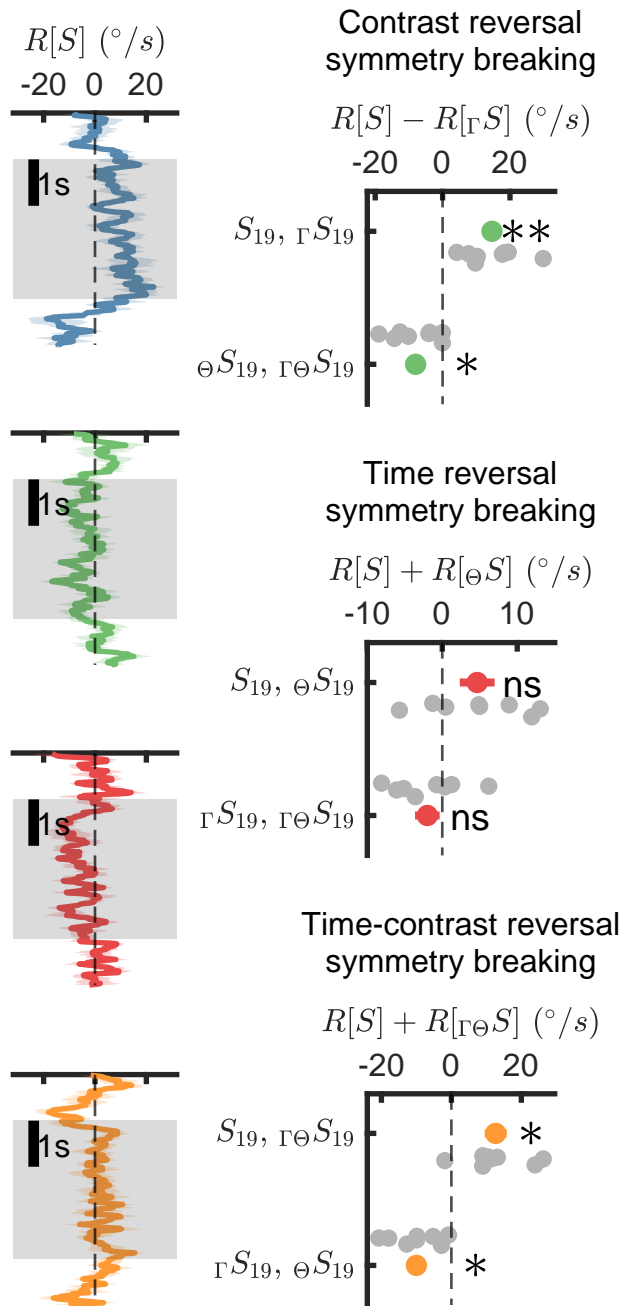 R[S] (°/s)
-20 0 20
1s
1s
1s
1s
Contrast reversal
symmetry breaking
R[S] − R[ΓS] (°/s)
-20 0 20
S19, ΓS19
∗∗
ΘS19, ΓΘS19
∗
Time reversal
symmetry breaking
R[S] + R[ΘS] (°/s)
-10 0 10
S19, ΘS19
ns
ΓS19, ΓΘS19
ns
Time-contrast reversal
symmetry breaking
R[S] + R[ΓΘS] (°/s)
-20 0 20
S19, ΓΘS19
∗
ΓS19, ΘS19
∗